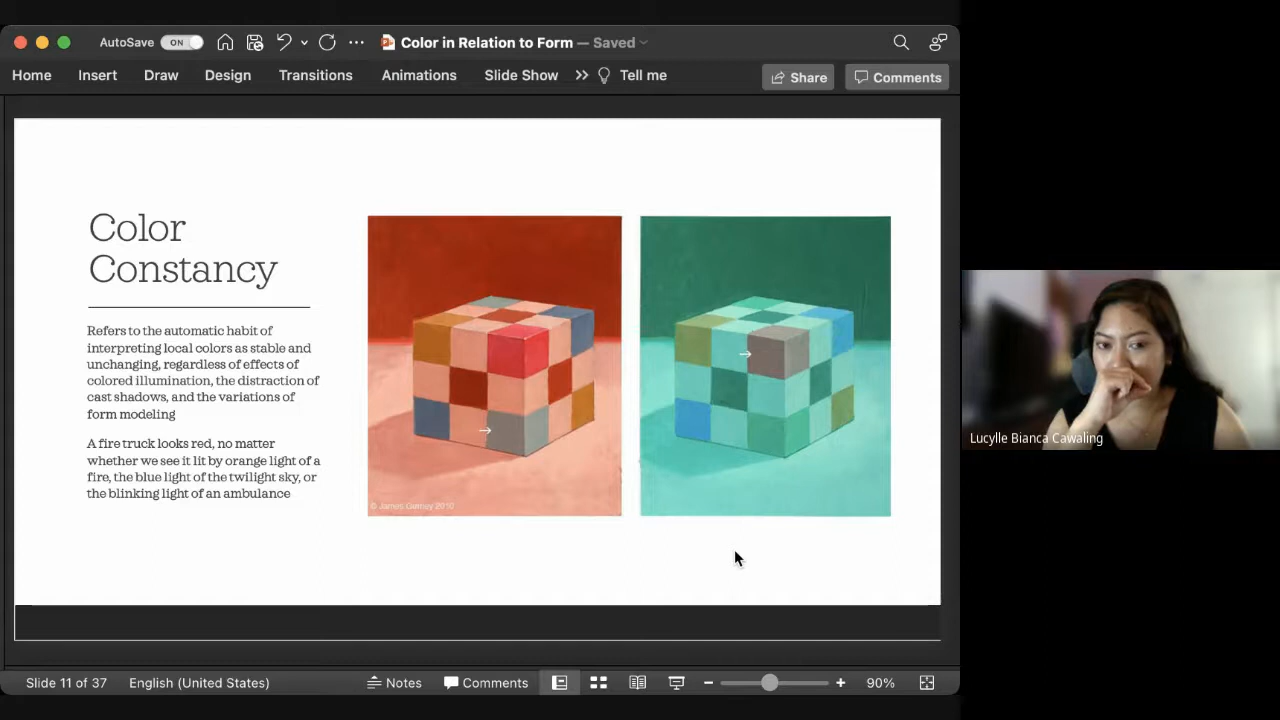 AutoSave ON Color in Relation to Form — Saved
Home Insert Draw Design Transitions Animations Slide Show Tell me Share Comments
Color
Constancy
Refers to the automatic habit of
interpreting local colors as stable and
unchanging, regardless of effects of
colored illumination, the distraction of
cast shadows, and the variations of
form modeling
A fire truck looks red, no matter
whether we see it lit by orange light of a
fire, the blue light of the twilight sky, or
the blinking light of an ambulance
© James Gurney 2010
Lucylle Bianca Cawaling
Slide 11 of 37 English (United States) Notes Comments 90%